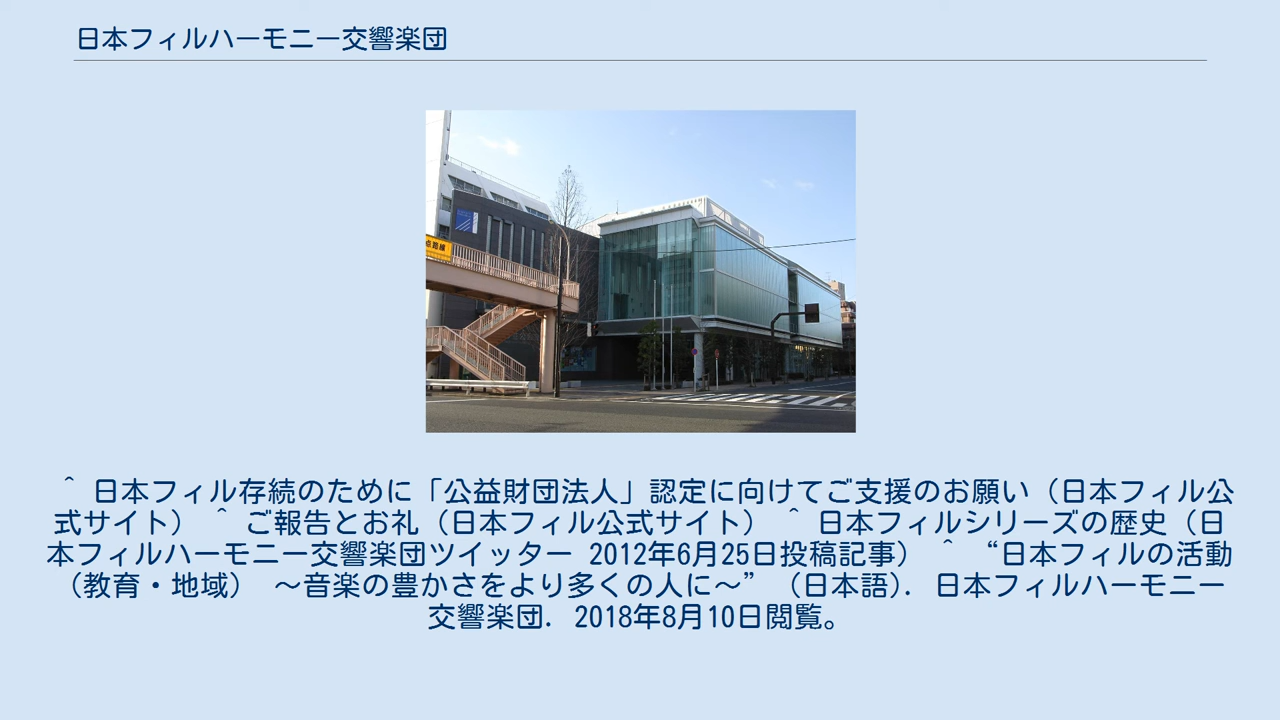 日本フィルハーモニー交響楽団
点路線
＾ 日本フィル存続のために「公益財団法人」認定に向けてご支援のお願い（日本フィル公
式サイト） ＾ ご報告とお礼（日本フィル公式サイト） ＾ 日本フィルシリーズの歴史（日
本フィルハーモニー交響楽団ツイッター 2012年6月25日投稿記事） ＾ “日本フィルの活動
（教育・地域） ～音楽の豊かさをより多くの人に～” （日本語). 日本フィルハーモニー
交響楽団. 2018年8月10日閲覧。